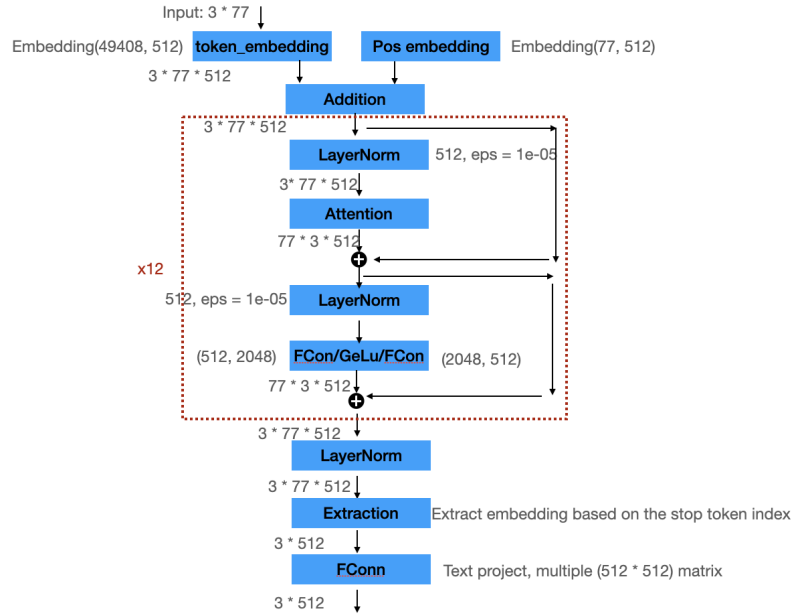 Input: 3 * 77
Embedding(49408, 512) token_embedding Pos embedding Embedding(77, 512)
3 * 77 * 512
Addition
3 * 77 * 512
LayerNorm 512, eps = 1e-05
3* 77 * 512
Attention
77 * 3 * 512
x12
512, eps = 1e-05
LayerNorm
(512, 2048) FCon/GeLu/FCon (2048, 512)
77 * 3 * 512
3 * 77 * 512
LayerNorm
3 * 77 * 512
Extraction Extract embedding based on the stop token index
3 * 512
FConn Text project, multiple (512 * 512) matrix
3 * 512